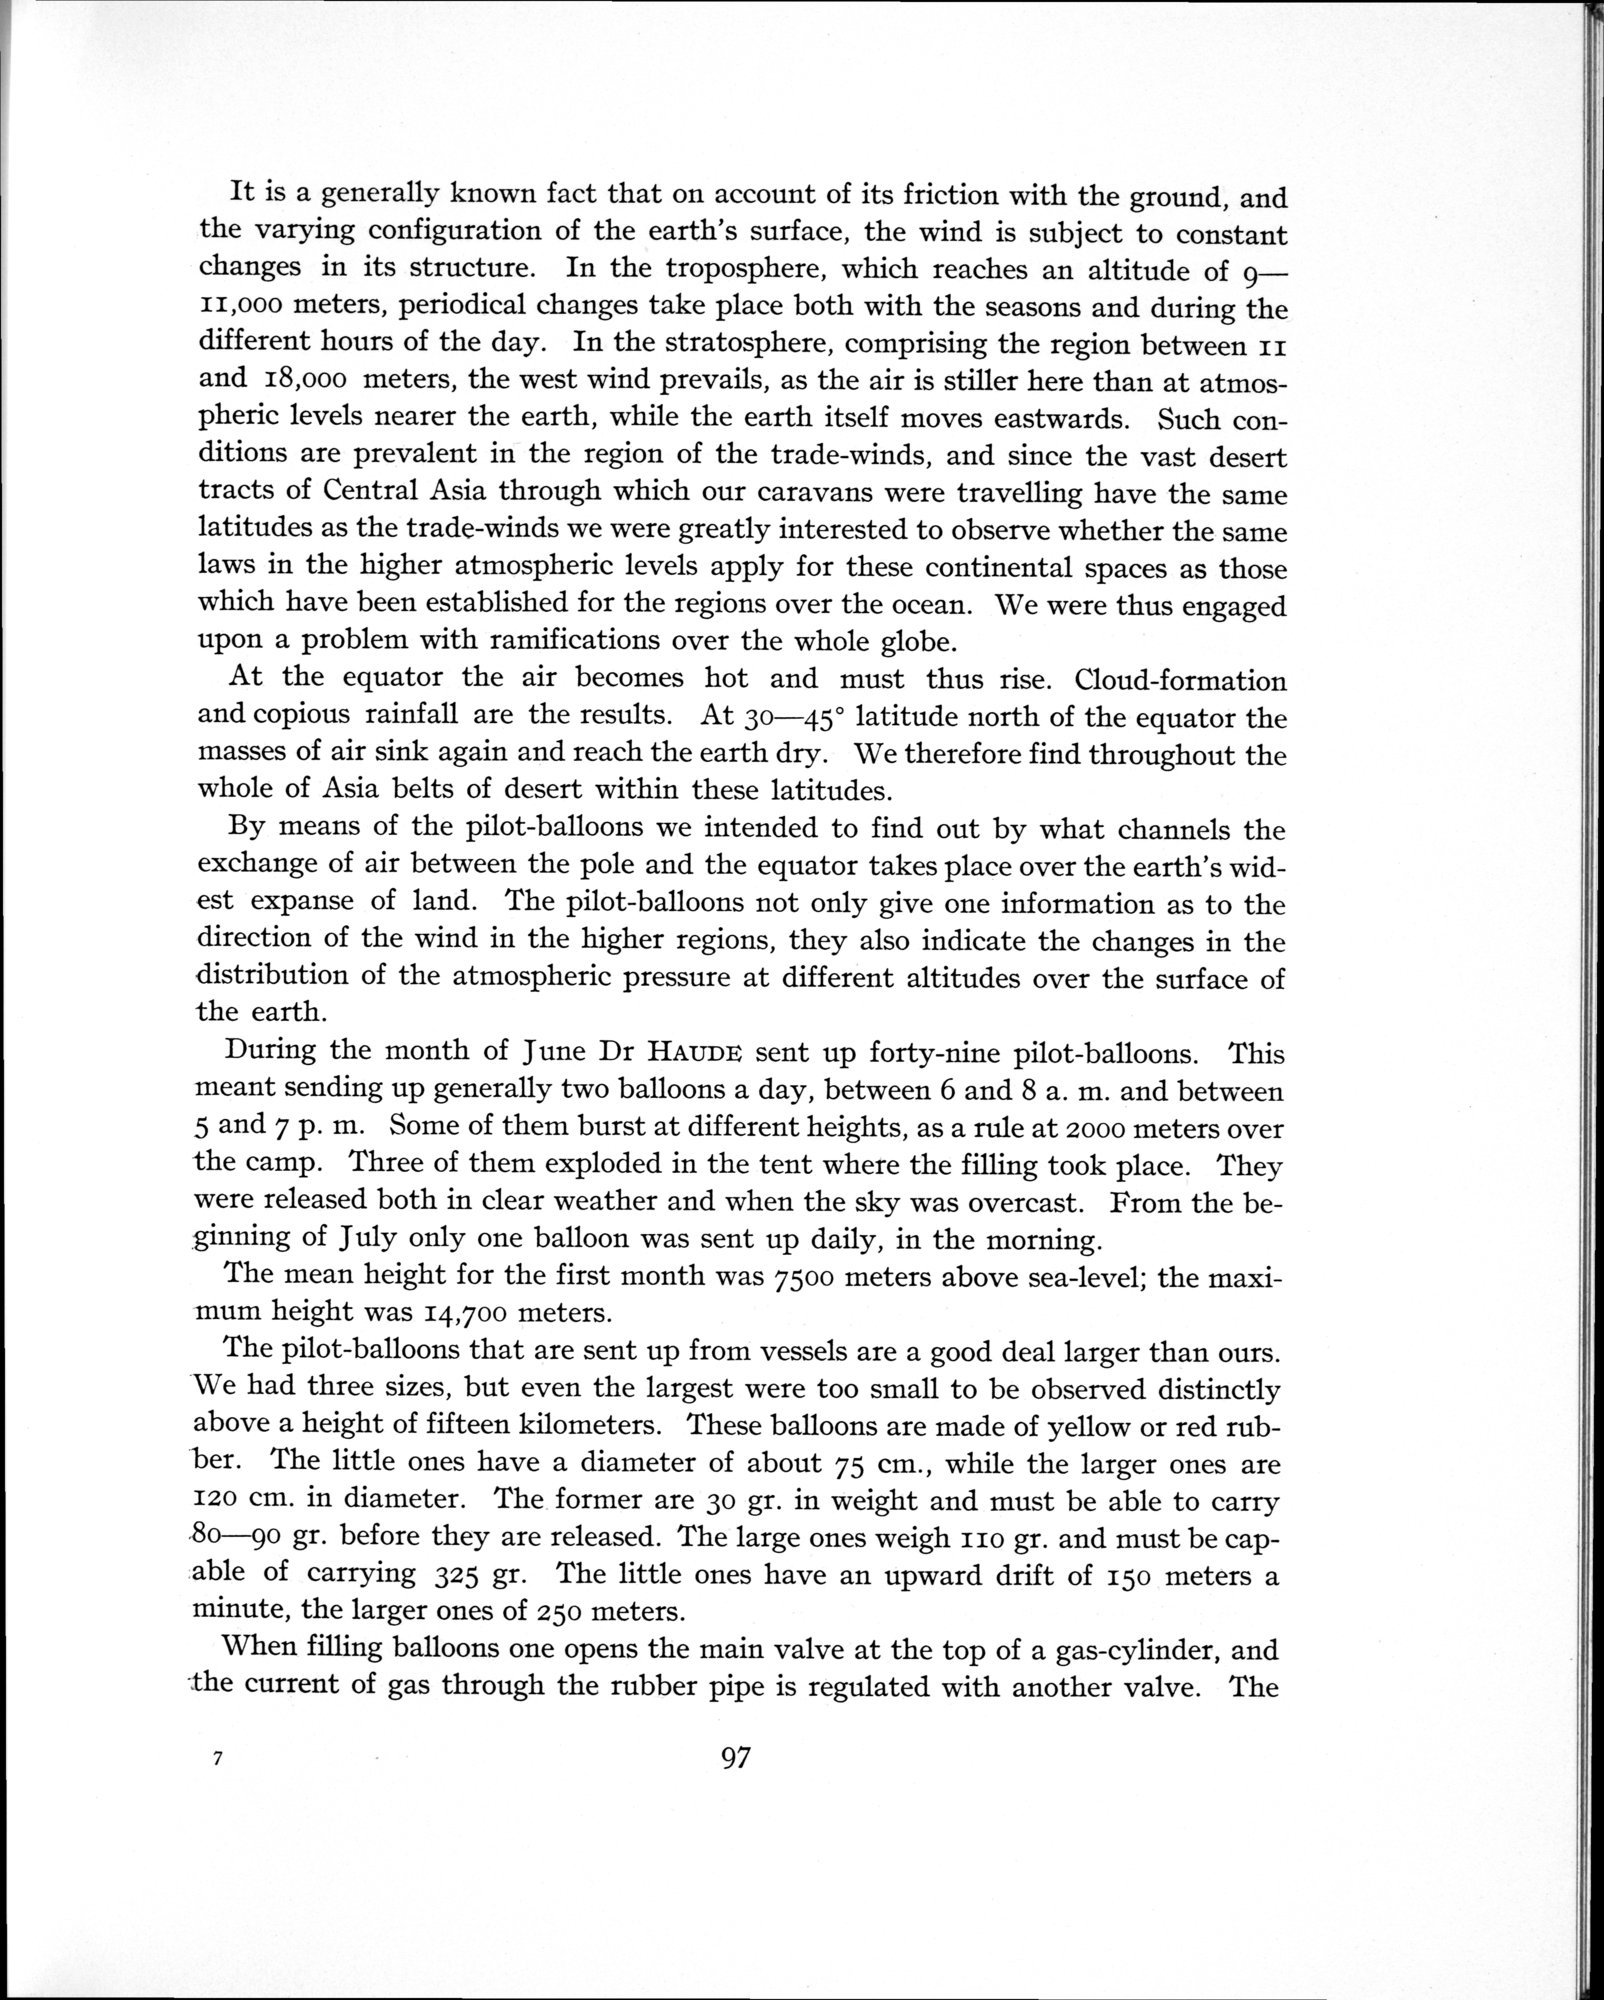 It is a generally known fact that on account of its friction with the ground, and
the varying configuration of the earth's surface, the wind is subject to constant
changes in its structure. In the troposphere, which reaches an altitude of 9—
11,000 meters, periodical changes take place both with the seasons and during the
different hours of the day. In the stratosphere, comprising the region between 11
and 18,000 meters, the west wind prevails, as the air is stiller here than at atmos-
pheric levels nearer the earth, while the earth itself moves eastwards. Such con-
ditions are prevalent in the region of the trade-winds, and since the vast desert
tracts of Central Asia through which our caravans were travelling have the same
latitudes as the trade-winds we were greatly interested to observe whether the same
laws in the higher atmospheric levels apply for these continental spaces as those
which have been established for the regions over the ocean. We were thus engaged
upon a problem with ramifications over the whole globe.
At the equator the air becomes hot and must thus rise. Cloud-formation
and copious rainfall are the results. At 30—45° latitude north of the equator the
masses of air sink again and reach the earth dry. We therefore find throughout the
whole of Asia belts of desert within these latitudes.
By means of the pilot-balloons we intended to find out by what channels the
exchange of air between the pole and the equator takes place over the earth's wid-
est expanse of land. The pilot-balloons not only give one information as to the
direction of the wind in the higher regions, they also indicate the changes in the
distribution of the atmospheric pressure at different altitudes over the surface of
the earth.
During the month of June Dr HAUDE sent up forty-nine pilot-balloons. This
meant sending up generally two balloons a day, between 6 and 8 a. m. and between
5 and 7 p. m. Some of them burst at different heights, as a rule at 2000 meters over
the camp. Three of them exploded in the tent where the filling took place. They
were released both in clear weather and when the sky was overcast. From the be-
ginning of July only one balloon was sent up daily, in the morning.
The mean height for the first month was 7500 meters above sea-level; the maxi-
mum height was 14,700 meters.
The pilot-balloons that are sent up from vessels are a good deal larger than ours.
We had three sizes, but even the largest were too small to be observed distinctly
above a height of fifteen kilometers. These balloons are made of yellow or red rub-
ber. The little ones have a diameter of about 75 cm., while the larger ones are
120 cm. in diameter. The former are 30 gr. in weight and must be able to carry
80—90 gr. before they are released. The large ones weigh 110 gr. and must be cap-
able of carrying 325 gr. The little ones have an upward drift of 150 meters a
minute, the larger ones of 250 meters.
When filling balloons one opens the main valve at the top of a gas-cylinder, and
the current of gas through the rubber pipe is regulated with another valve. The
7 97